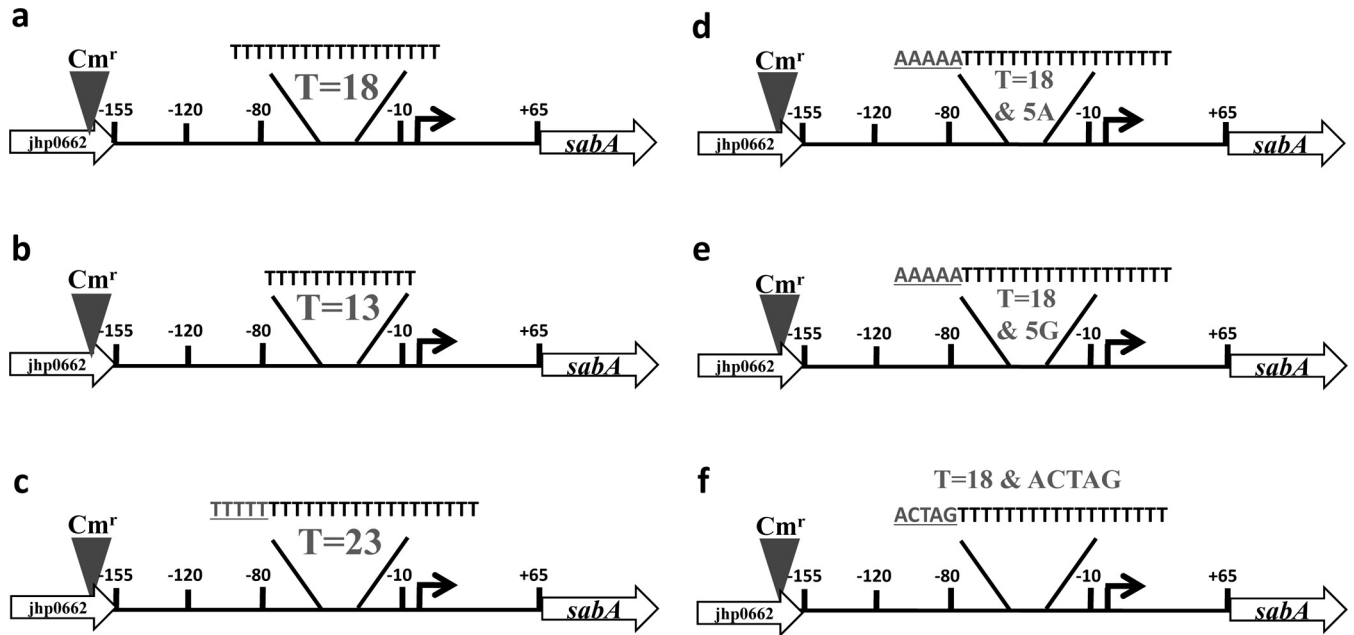 a
TTTTTTTTTTTTTTTTTT
Cmr
T=18
-155 -120 -80 -10 +65
jhp0662 sabA
b
TTTTTTTTTTTTT
Cmr
T=13
-155 -120 -80 -10 +65
jhp0662 sabA
c
TTTTTTTTTTTTTTTTTTTTTTT
Cmr
T=23
-155 -120 -80 -10 +65
jhp0662 sabA
d
AAAAATTTTTTTTTTTTTTTTTT
Cmr
T=18
& 5A
-155 -120 -80 -10 +65
jhp0662 sabA
e
AAAAATTTTTTTTTTTTTTTTTT
Cmr
T=18
& 5G
-155 -120 -80 -10 +65
jhp0662 sabA
f
T=18 & ACTAG
ACTAGTTTTTTTTTTTTTTTTTT
Cmr
-155 -120 -80 -10 +65
jhp0662 sabA